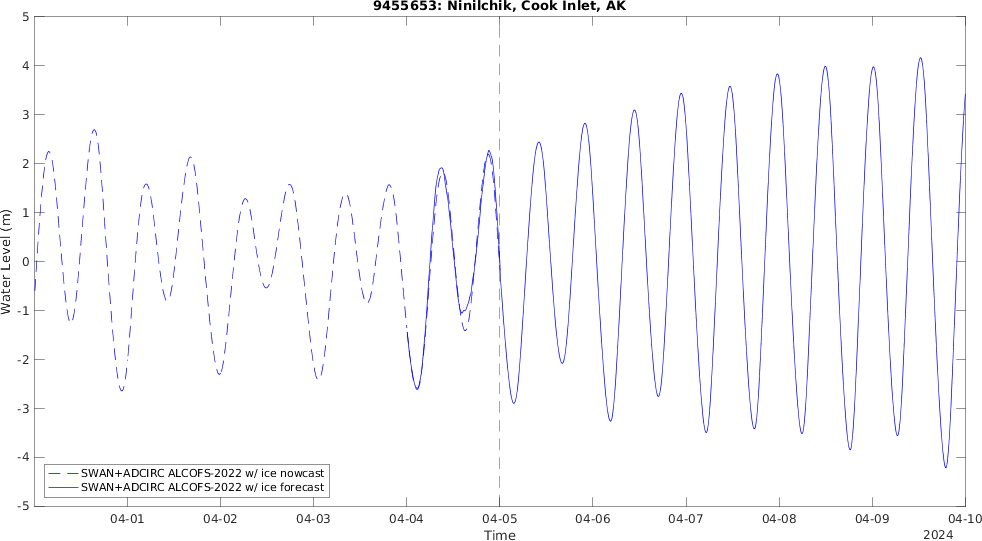 9455653: Ninilchik, Cook Inlet, AK
5
4
3
2
1
0
-1
-2
-3
-4
-5
Water Level (m)
SWAN+ADCIRC ALCOFS-2022 w/ ice nowcast
SWAN+ADCIRC ALCOFS-2022 w/ ice forecast
04-01 04-02 04-03 04-04 04-05 04-06 04-07 04-08 04-09 04-10
Time
2024